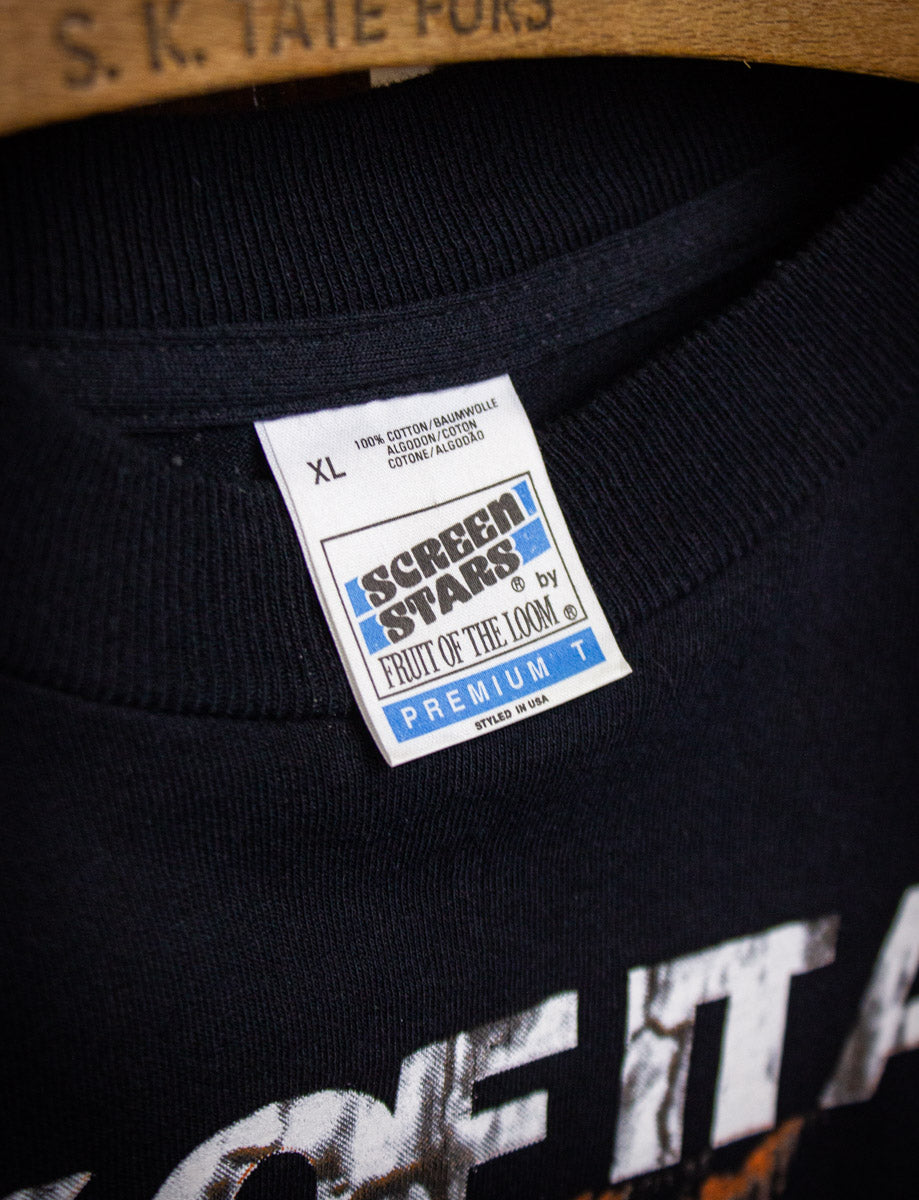 S. K. TATE FURS
XL
100% COTTON/BAUMWOLLE
ALGODON/COTON
COTONE/ALGODÃO
SCREEN
STARS® by
FRUIT OF THE LOOM®
PREMIUM T
STYLED IN USA